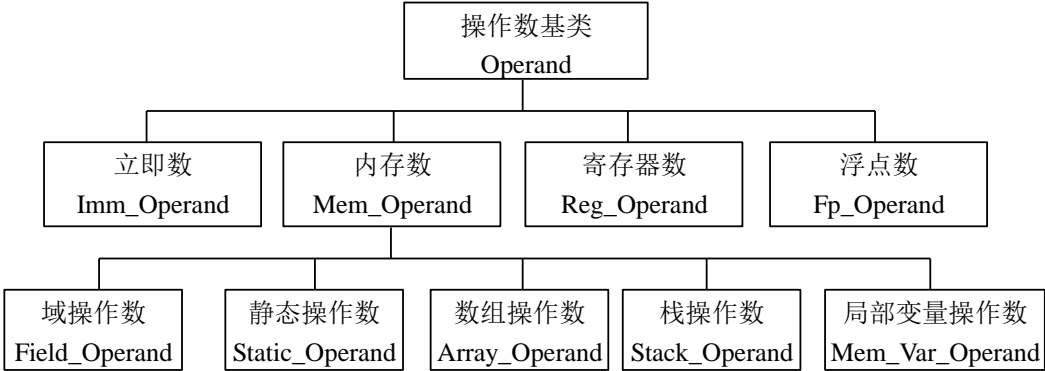 操作数基类
Operand
立即数
Imm_Operand
内存数
Mem_Operand
寄存器数
Reg_Operand
浮点数
Fp_Operand
域操作数
Field_Operand
静态操作数
Static_Operand
数组操作数
Array_Operand
栈操作数
Stack_Operand
局部变量操作数
Mem_Var_Operand